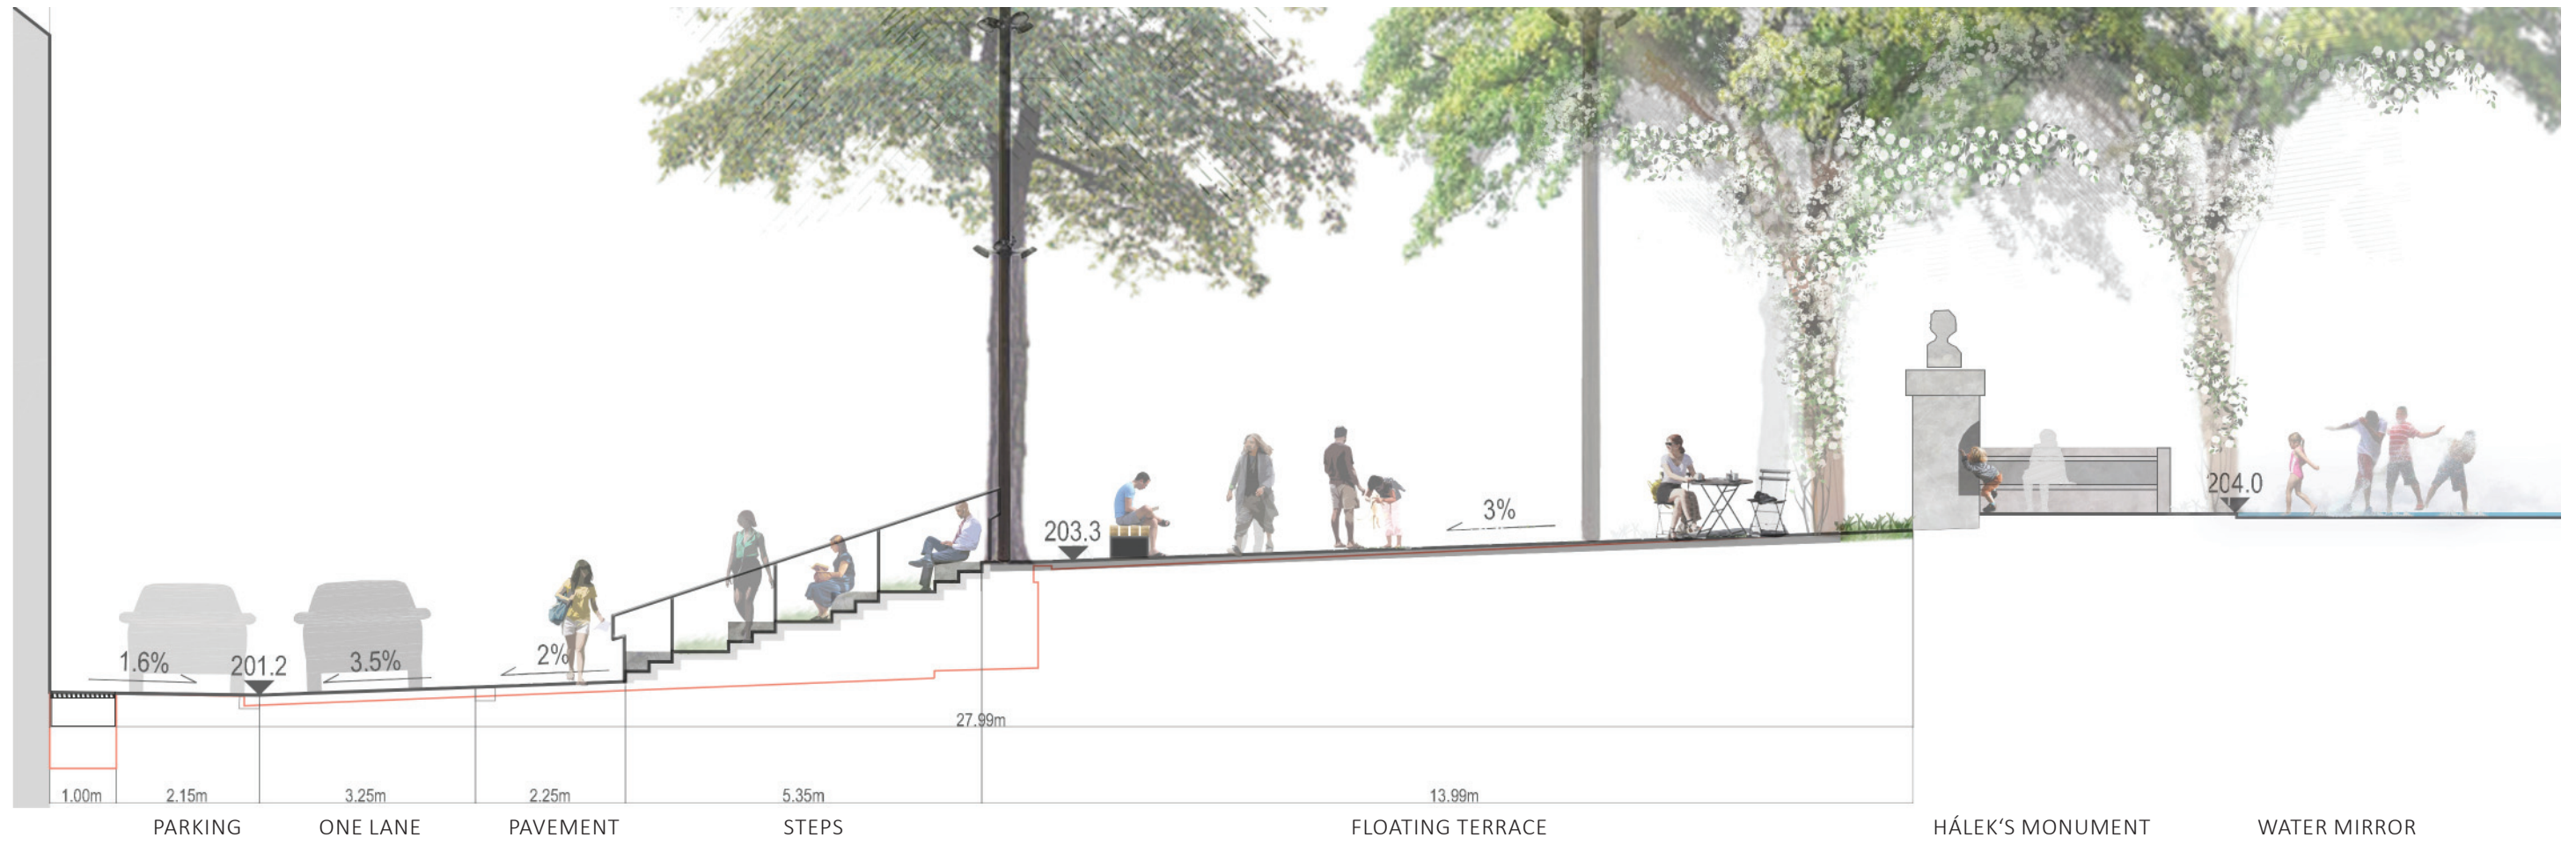 204.0
3%
203.3
2%
1.6%
201.2
3.5%
27.99m
1.00m
2.15m
3.25m
2.25m
5.35m
13.99m
PARKING
ONE LANE
PAVEMENT
STEPS
FLOATING TERRACE
HÁLEK‘S MONUMENT
WATER MIRROR